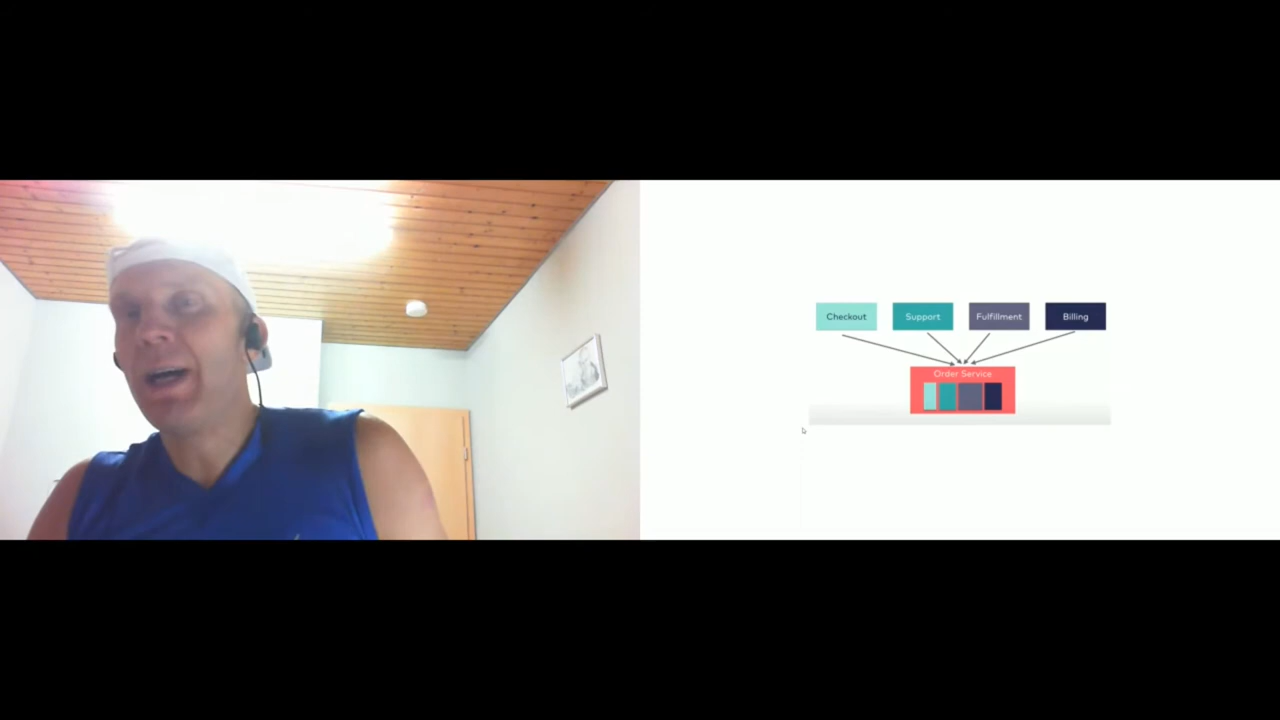 Checkout
Support
Fulfillment
Billing
Order Service